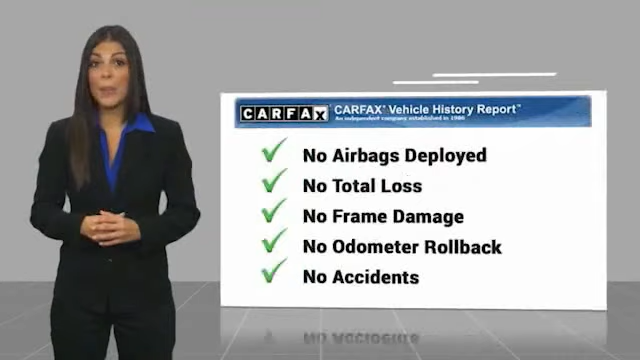 CARFAX CARFAX® Vehicle History Report™
An independent company established in 1986
No Airbags Deployed
No Total Loss
No Frame Damage
No Odometer Rollback
No Accidents